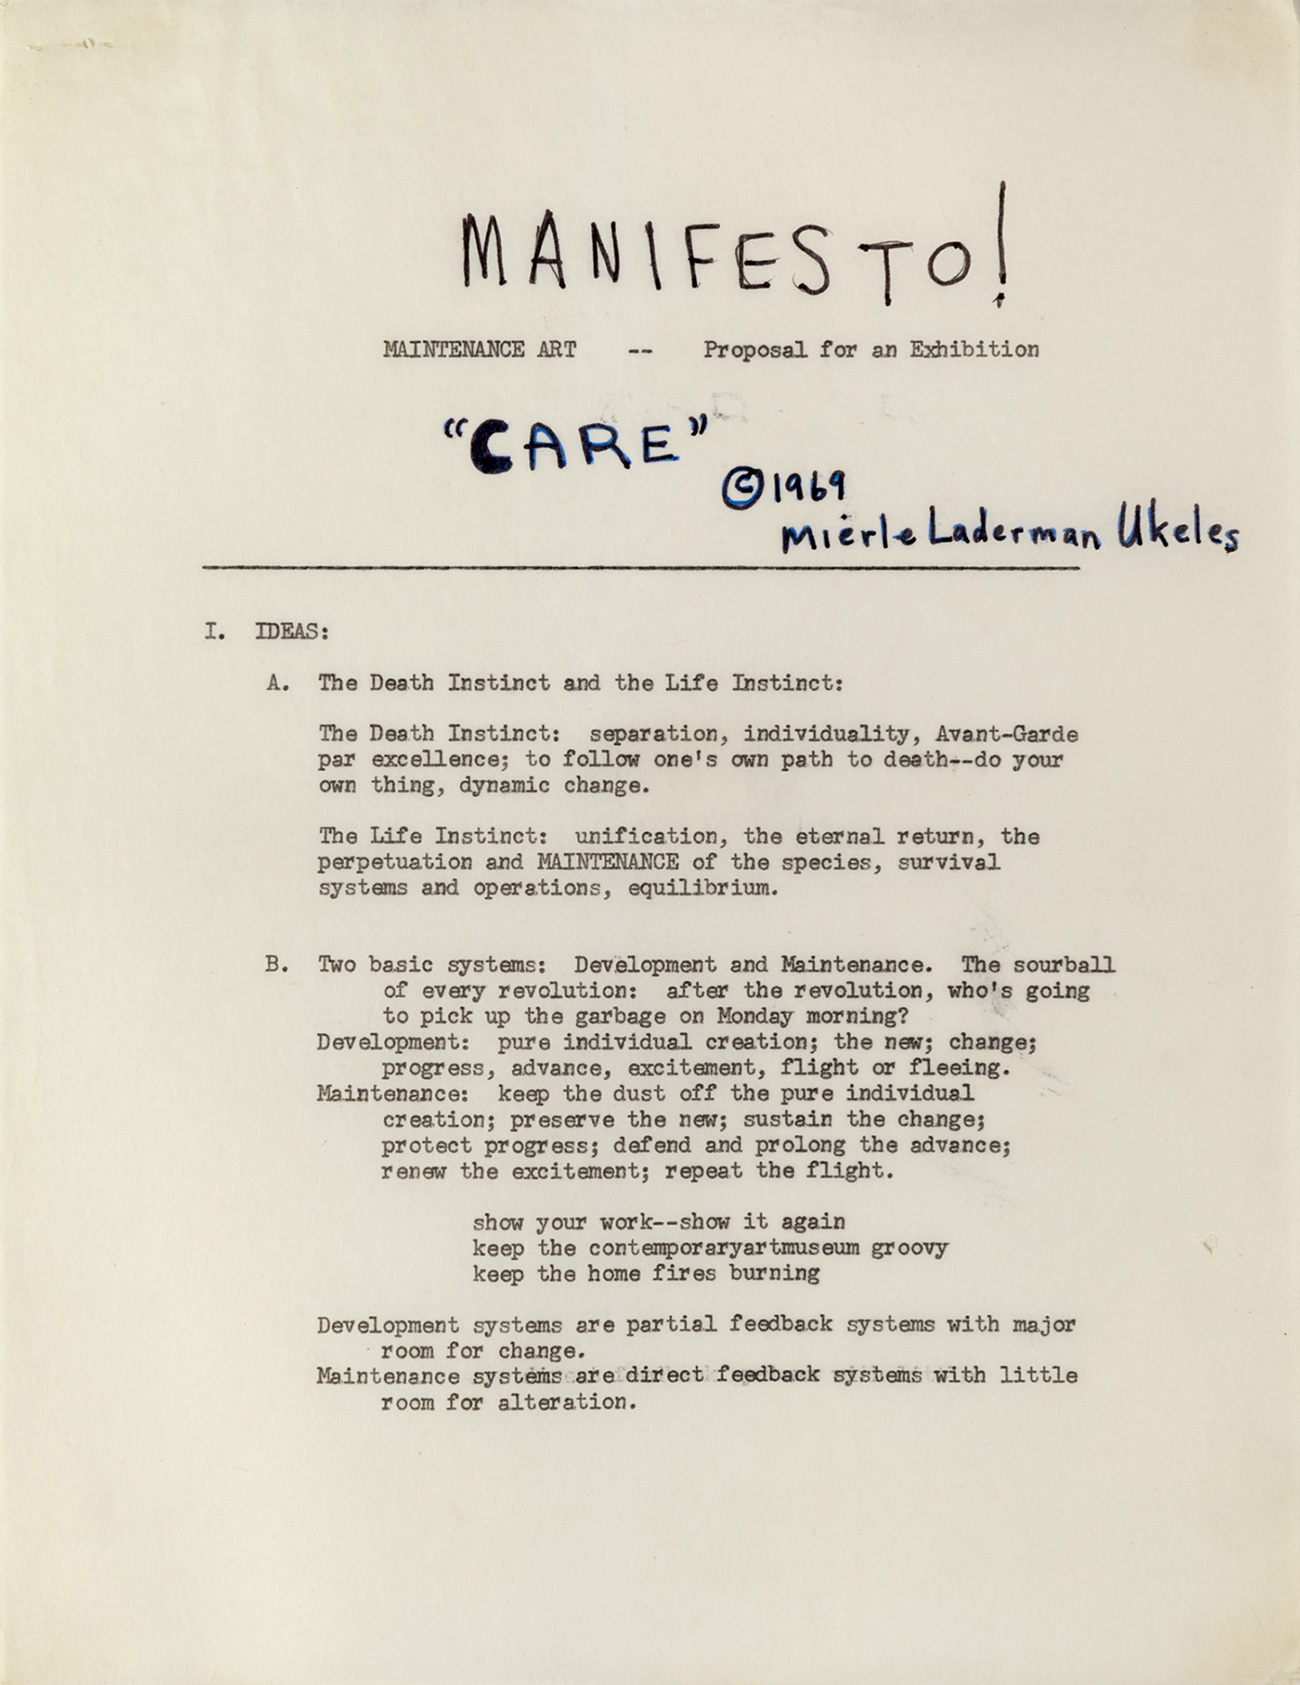 MANIFESTO!
MAINTENANCE ART -- Proposal for an Exhibition
"CARE"
©1969
Mierle Laderman Ukeles
I. IDEAS:
A. The Death Instinct and the Life Instinct:
The Death Instinct: separation, individuality, Avant-Garde
par excellence; to follow one's own path to death--do your
own thing, dynamic change.
The Life Instinct: unification, the eternal return, the
perpetuation and MAINTENANCE of the species, survival
systems and operations, equilibrium.
B. Two basic systems: Development and Maintenance. The sourball
of every revolution: after the revolution, who's going
to pick up the garbage on Monday morning?
Development: pure individual creation; the new; change;
progress, advance, excitement, flight or fleeing.
Maintenance: keep the dust off the pure individual
creation; preserve the new; sustain the change;
protect progress; defend and prolong the advance;
renew the excitement; repeat the flight.
show your work--show it again
keep the contemporaryartmuseum groovy
keep the home fires burning
Development systems are partial feedback systems with major
room for change.
Maintenance systems are direct feedback systems with little
room for alteration.